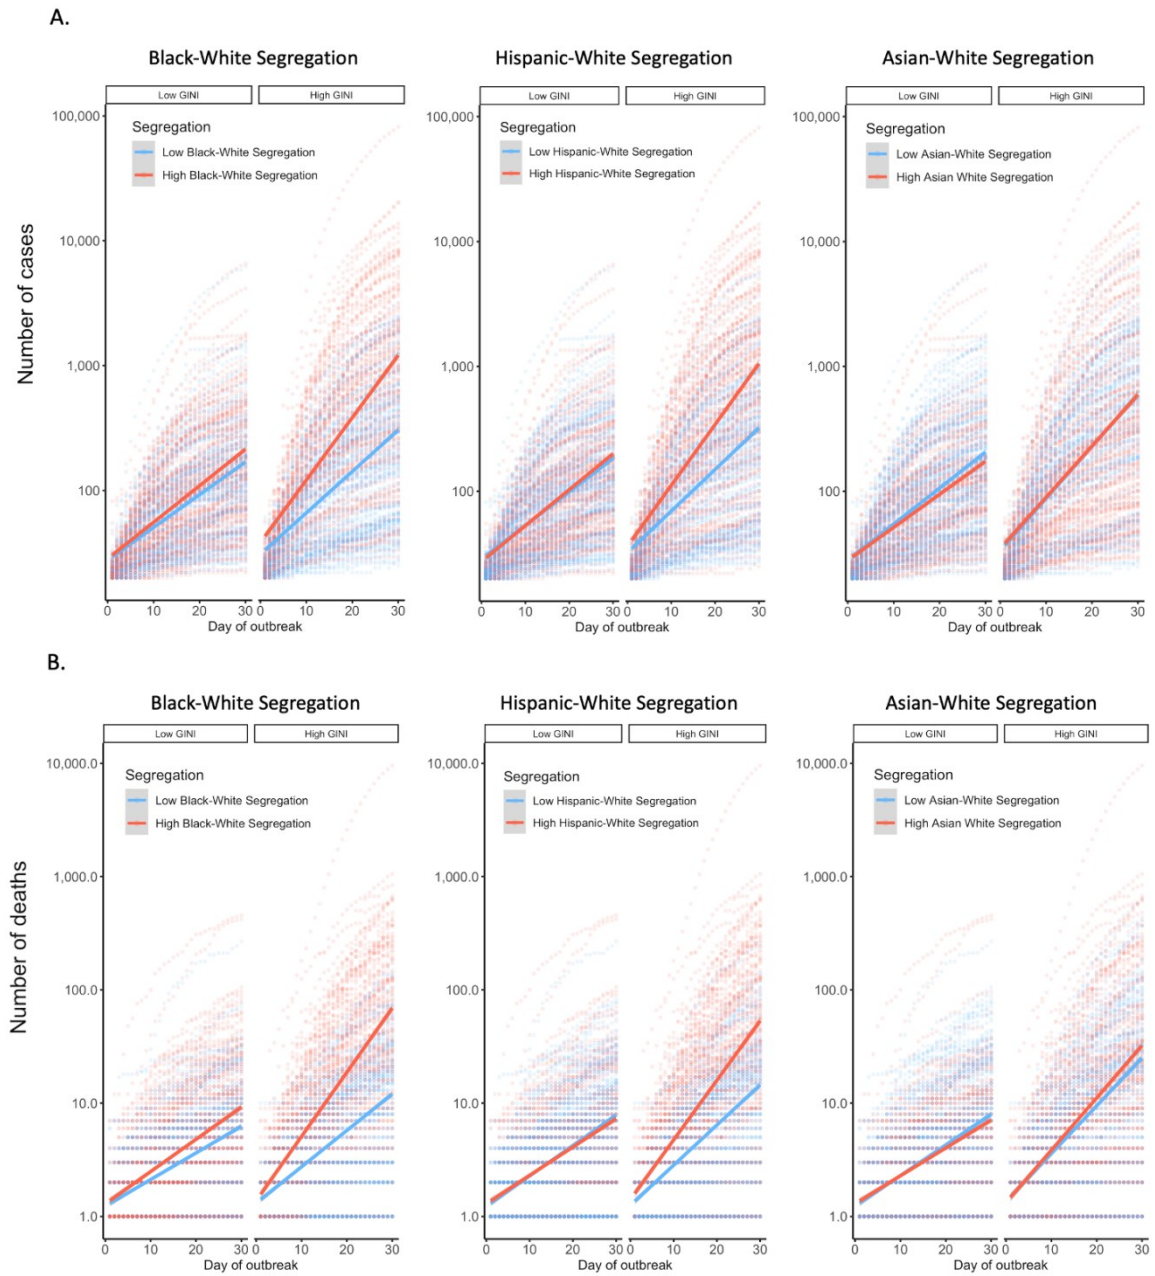 A.
Black-White Segregation
Hispanic-White Segregation
Asian-White Segregation
Low GINI
High GINI
Low GINI
High GINI
Low GINI
High GINI
Number of cases
100,000
10,000
1,000
100
Segregation
Low Black-White Segregation
High Black-White Segregation
0 10 20 30 0 10 20 30
Day of outbreak
100,000
10,000
1,000
100
Segregation
Low Hispanic-White Segregation
High Hispanic-White Segregation
0 10 20 30 0 10 20 30
Day of outbreak
100,000
10,000
1,000
100
Segregation
Low Asian-White Segregation
High Asian White Segregation
0 10 20 30 0 10 20 30
Day of outbreak
B.
Black-White Segregation
Hispanic-White Segregation
Asian-White Segregation
Low GINI
High GINI
Low GINI
High GINI
Low GINI
High GINI
Number of deaths
10,000.0
1,000.0
100.0
10.0
1.0
Segregation
Low Black-White Segregation
High Black-White Segregation
0 10 20 30 0 10 20 30
Day of outbreak
10,000.0
1,000.0
100.0
10.0
1.0
Segregation
Low Hispanic-White Segregation
High Hispanic-White Segregation
0 10 20 30 0 10 20 30
Day of outbreak
10,000.0
1,000.0
100.0
10.0
1.0
Segregation
Low Asian-White Segregation
High Asian White Segregation
0 10 20 30 0 10 20 30
Day of outbreak